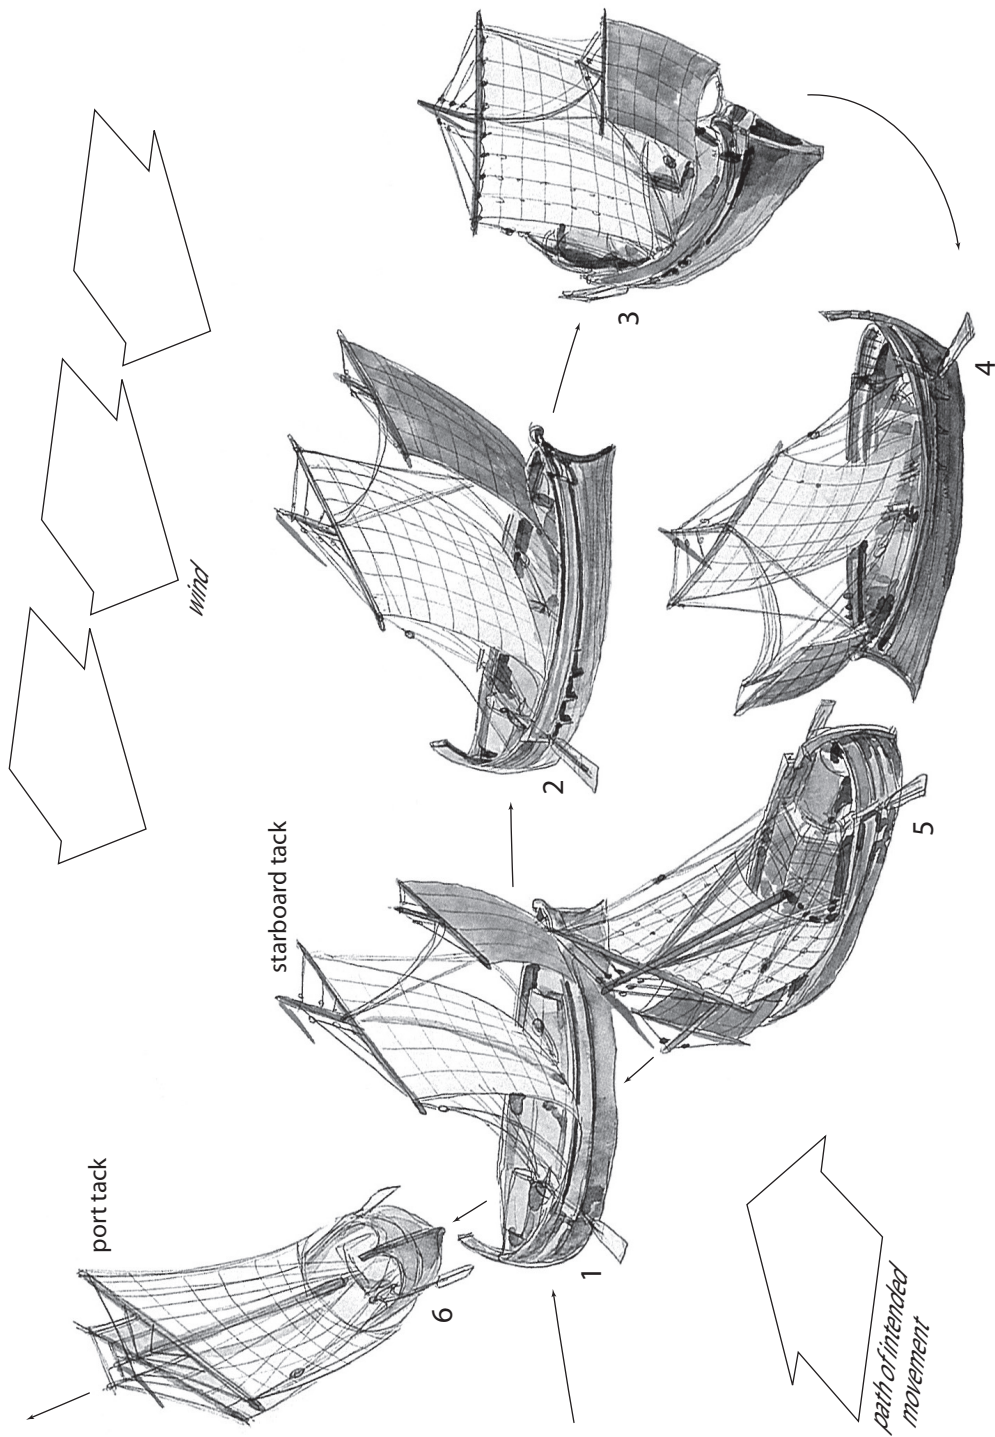 port tack
starboard tack
wind
1
2
3
4
5
6
path of intended
movement